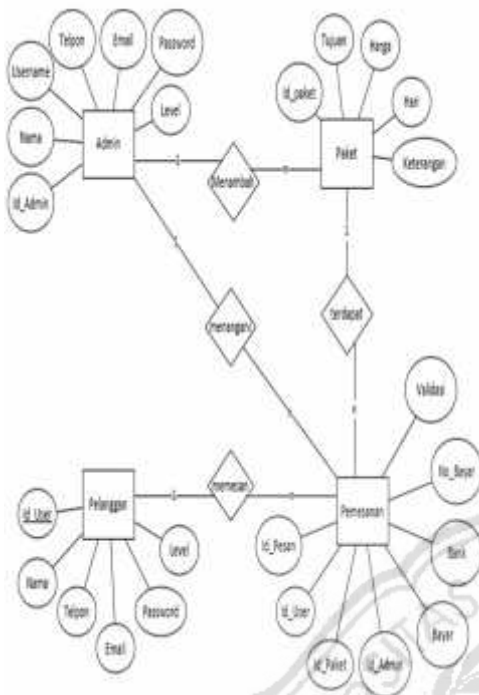 Telpon
Email
Password
Username
Level
Nama
Id_Admin
Admin
Menambah
Tujuan
Harga
Id_paket
Hari
Keterangan
Paket
menangan
terdapat
Validasi
No_Bayar
Bank
Bayar
Id_Admin
Id_Paket
Id_User
Id_Pesan
Pemesanan
memesan
Pelanggan
Id_User
Nama
Telpon
Email
Password
Level